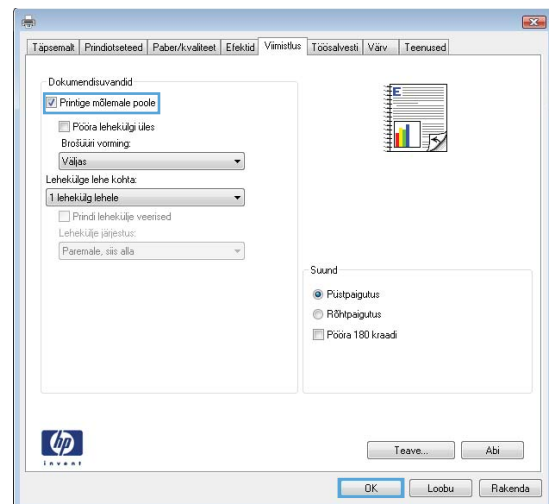 Täpsemalt Prindiotseteed Paber/kvaliteet Efektid Viimistlus Töösalvesti Värv Teenused
Dokumendisuvandid
Printige mõlemale poole
Pööra lehekülgi üles
Brošüüri vorming:
Väljas
Lehekülge lehe kohta:
1 lehekülg lehele
Prindi lehekülje veerised
Lehekülje järjestus:
Paremale, siis alla
E
Suund
Püstpaigutus
Rõhtpaigutus
Pööra 180 kraadi
hp
invent
Teave... Abi
OK Loobu Rakenda